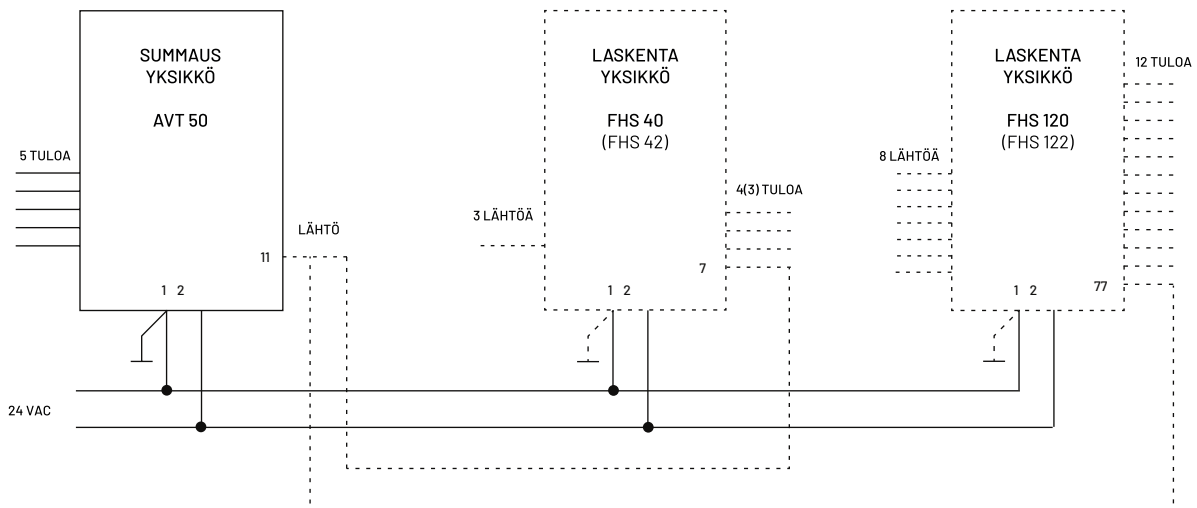 SUMMAUS
YKSIKKÖ
AVT 50
5 TULOA
LÄHTÖ
11
1 2
LASKENTA
YKSIKKÖ
FHS 40
(FHS 42)
3 LÄHTÖÄ
4(3) TULOA
7
1 2
LASKENTA
YKSIKKÖ
FHS 120
(FHS 122)
8 LÄHTÖÄ
12 TULOA
77
1 2
24 VAC